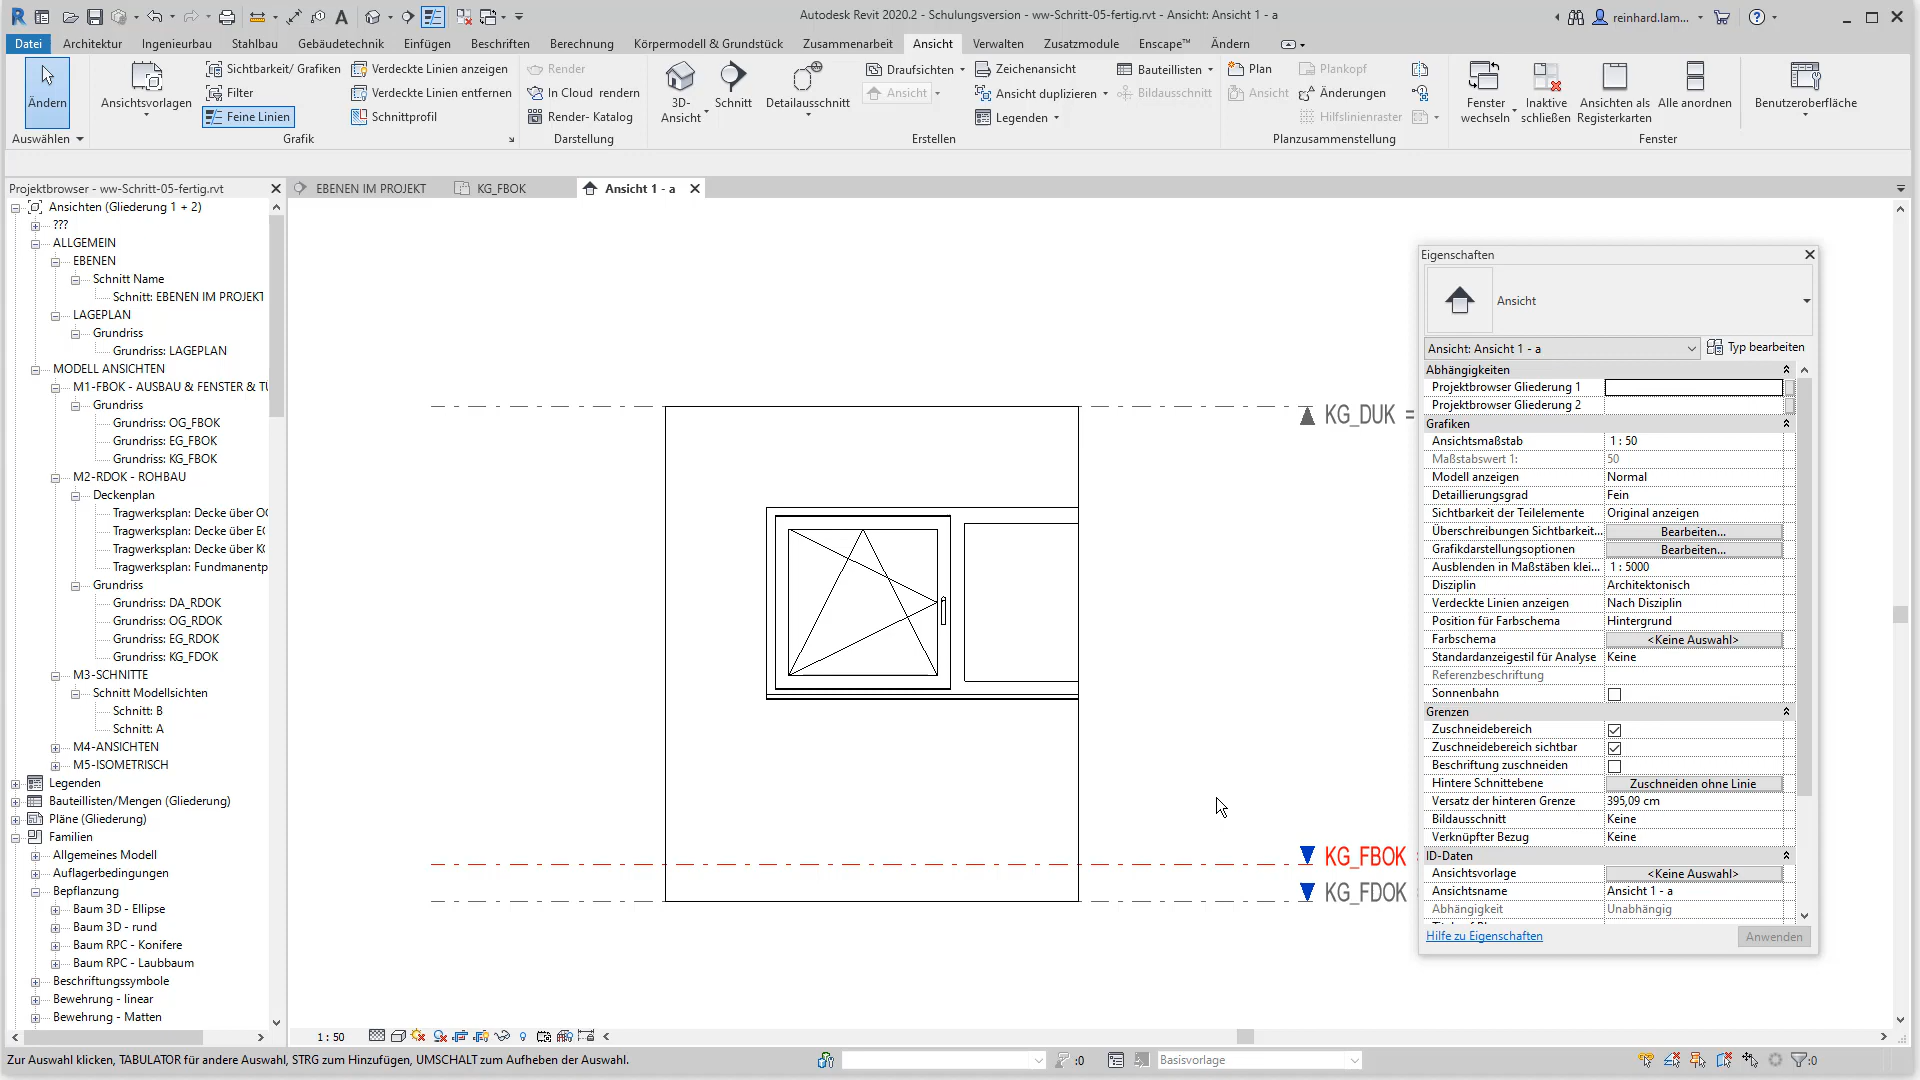 Autodesk Revit 2020.2 - Schulungsversion - ww-Schritt-05-fertig.rvt - Ansicht: Ansicht 1 - a
reinhard.lam...
Datei Architektur Ingenieurbau Stahlbau Gebäudetechnik Einfügen Beschriften Berechnung Körpermodell & Grundstück Zusammenarbeit Ansicht Verwalten Zusatzmodule Enscape™ Ändern
Ändern
Auswählen
Ansichtsvorlagen
Sichtbarkeit/ Grafiken
Filter
Feine Linien
Verdeckte Linien anzeigen
Verdeckte Linien entfernen
Schnittprofil
Grafik
Render
In Cloud rendern
Render- Katalog
Darstellung
3D-
Ansicht
Schnitt
Detailausschnitt
Draufsichten
Ansicht
Zeichenansicht
Ansicht duplizieren
Legenden
Bauteillisten
Bildausschnitt
Erstellen
Plan
Ansicht
Plankopf
Änderungen
Hilfslinienraster
Planzusammenstellung
Fenster
wechseln
Inaktive
schließen
Ansichten als
Registerkarten
Alle anordnen
Fenster
Benutzeroberfläche
Projektbrowser - ww-Schritt-05-fertig.rvt
EBENEN IM PROJEKT
KG_FBOK
Ansicht 1 - a
Ansichten (Gliederung 1 + 2)
???
ALLGEMEIN
EBENEN
Schnitt Name
Schnitt: EBENEN IM PROJEKT
LAGEPLAN
Grundriss
Grundriss: LAGEPLAN
MODELL ANSICHTEN
M1-FBOK - AUSBAU & FENSTER & TÜ
Grundriss
Grundriss: OG_FBOK
Grundriss: EG_FBOK
Grundriss: KG_FBOK
M2-RDOK - ROHBAU
Deckenplan
Tragwerksplan: Decke über OG
Tragwerksplan: Decke über EG
Tragwerksplan: Decke über KG
Tragwerksplan: Fundmanentp
Grundriss
Grundriss: DA_RDOK
Grundriss: OG_RDOK
Grundriss: EG_RDOK
Grundriss: KG_FDOK
M3-SCHNITTE
Schnitt Modellsichten
Schnitt: B
Schnitt: A
M4-ANSICHTEN
M5-ISOMETRISCH
Legenden
Bauteillisten/Mengen (Gliederung)
Pläne (Gliederung)
Familien
Allgemeines Modell
Auflagerbedingungen
Bepflanzung
Baum 3D - Ellipse
Baum 3D - rund
Baum RPC - Konifere
Baum RPC - Laubbaum
Beschriftungssymbole
Bewehrung - linear
Bewehrung - Matten
KG_DUK =
KG_FBOK
KG_FDOK
Eigenschaften
Ansicht
Ansicht: Ansicht 1 - a
Typ bearbeiten
Abhängigkeiten
Projektbrowser Gliederung 1
Projektbrowser Gliederung 2
Grafiken
Ansichtsmaßstab 1 : 50
Maßstabswert 1: 50
Modell anzeigen Normal
Detaillierungsgrad Fein
Sichtbarkeit der Teilelemente Original anzeigen
Überschreibungen Sichtbarkeit... Bearbeiten...
Grafikdarstellungsoptionen Bearbeiten...
Ausblenden in Maßstäben klei... 1 : 5000
Disziplin Architektonisch
Verdeckte Linien anzeigen Nach Disziplin
Position für Farbschema Hintergrund
Farbschema <Keine Auswahl>
Standardanzeigestil für Analyse Keine
Referenzbeschriftung
Sonnenbahn
Grenzen
Zuschneidebereich
Zuschneidebereich sichtbar
Beschriftung zuschneiden
Hintere Schnittebene Zuschneiden ohne Linie
Versatz der hinteren Grenze 395,09 cm
Bildausschnitt Keine
Verknüpfter Bezug Keine
ID-Daten
Ansichtsvorlage <Keine Auswahl>
Ansichtsname Ansicht 1 - a
Abhängigkeit Unabhängig
Hilfe zu Eigenschaften
Anwenden
1 : 50
Zur Auswahl klicken, TABULATOR für andere Auswahl, STRG zum Hinzufügen, UMSCHALT zum Aufheben der Auswahl.
:0
Basisvorlage
:0